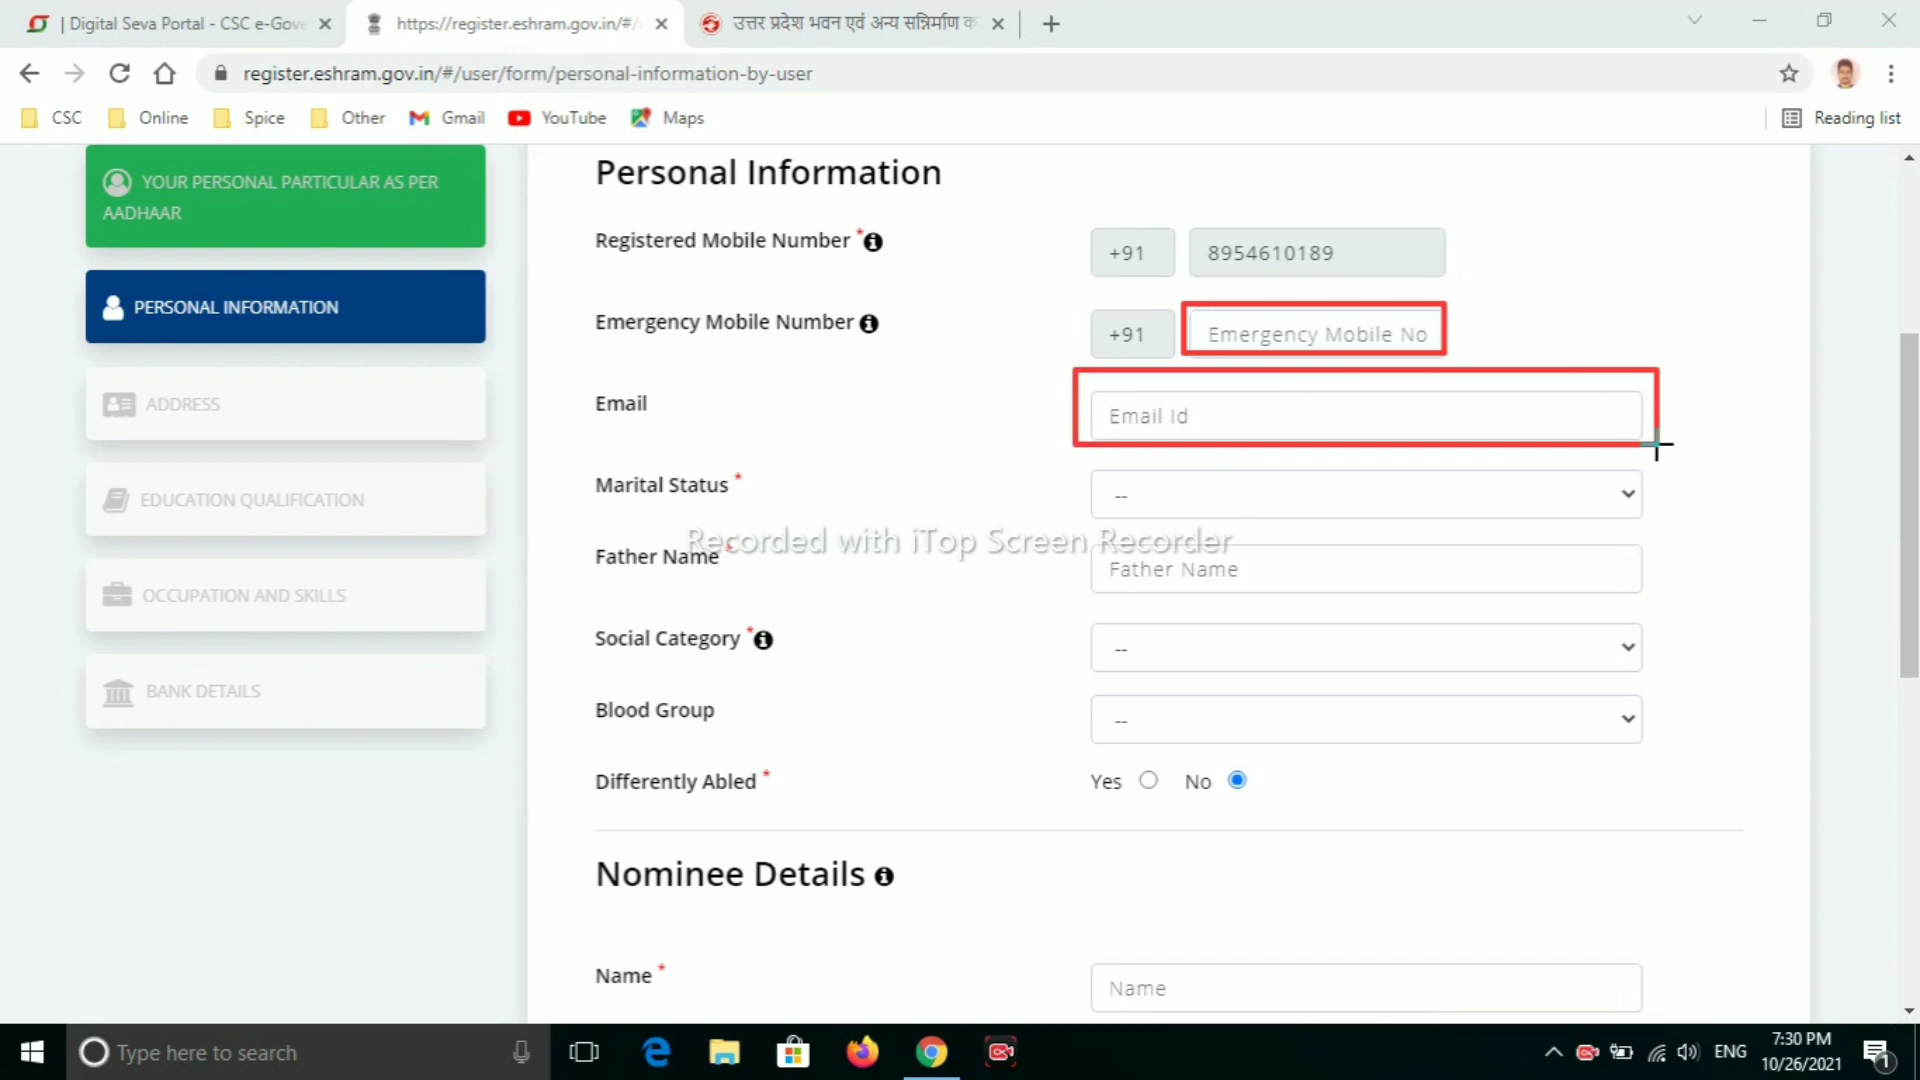 | Digital Seva Portal - CSC e-Gove
https://register.eshram.gov.in/#/
उत्तर प्रदेश भवन एवं अन्य सन्निर्माण क
register.eshram.gov.in/#/user/form/personal-information-by-user
CSC
Online
Spice
Other
Gmail
YouTube
Maps
Reading list
YOUR PERSONAL PARTICULAR AS PER
AADHAAR
PERSONAL INFORMATION
ADDRESS
EDUCATION QUALIFICATION
OCCUPATION AND SKILLS
BANK DETAILS
Personal Information
Registered Mobile Number *
+91
8954610189
Emergency Mobile Number
+91
Emergency Mobile No
Email
Email Id
Marital Status *
--
Recorded with iTop Screen Recorder
Father Name *
Father Name
Social Category *
--
Blood Group
--
Differently Abled *
Yes
No
Nominee Details
Name *
Name
Type here to search
ENG
7:30 PM
10/26/2021
1